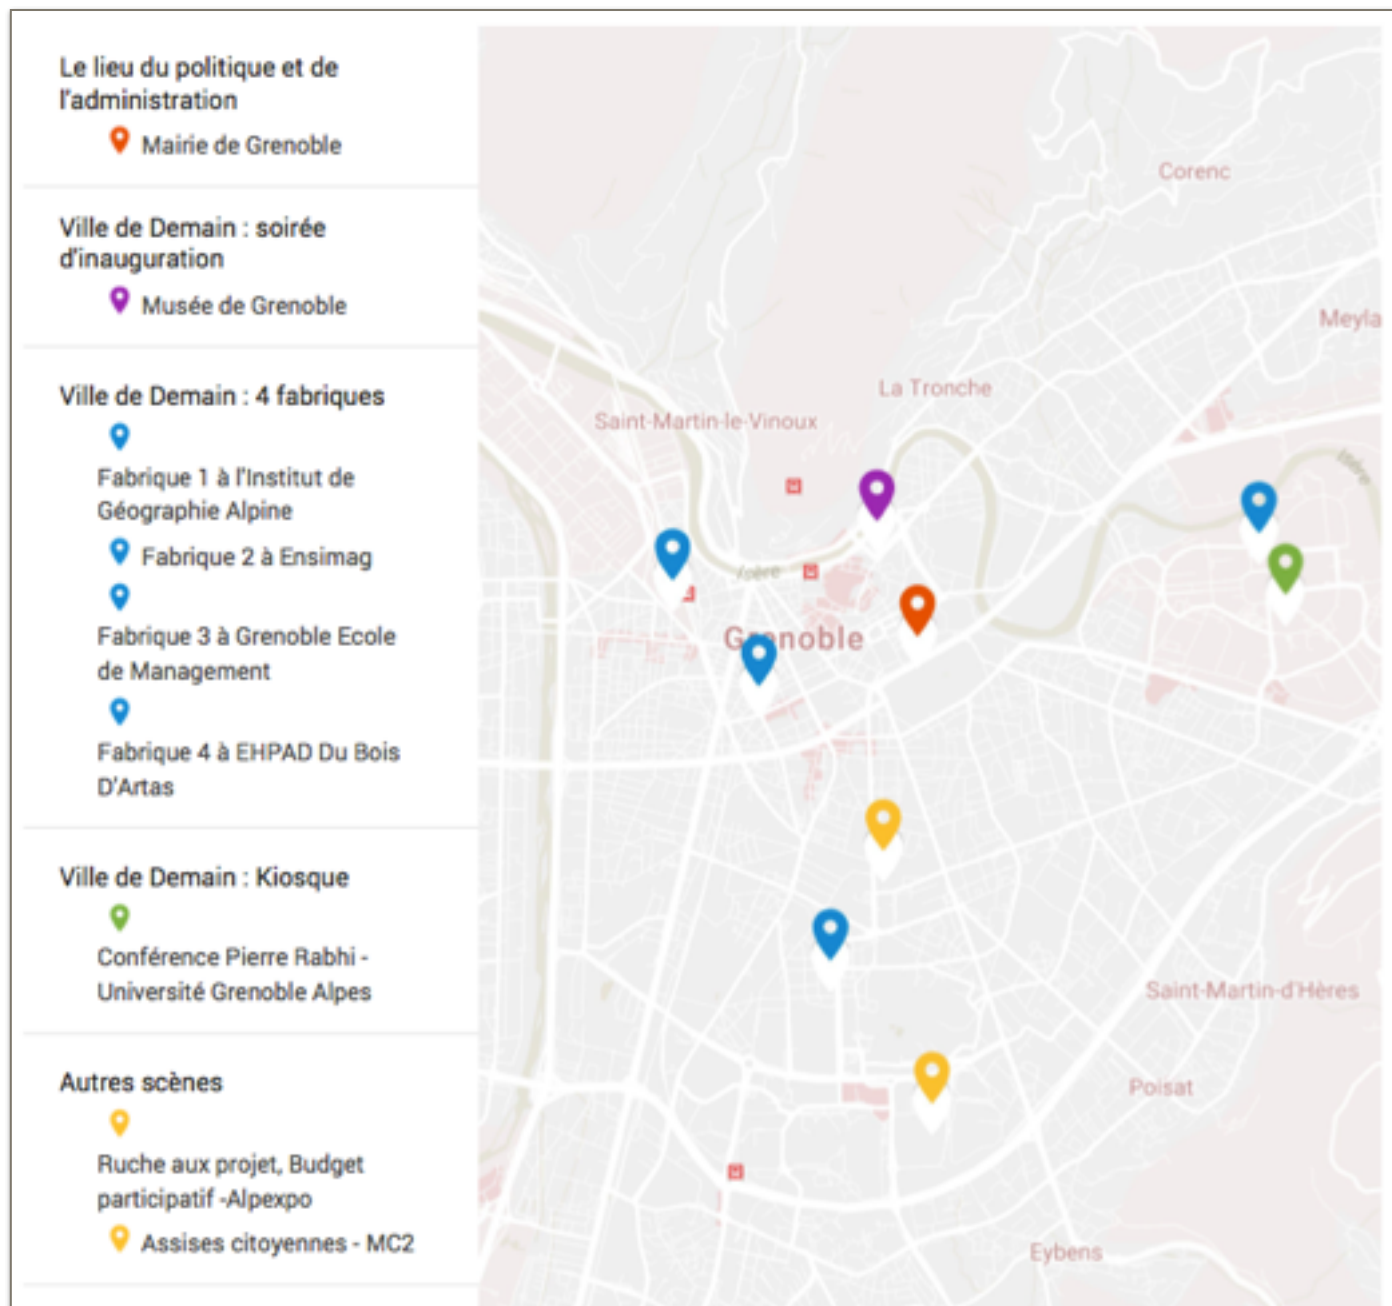 Le lieu du politique et de
l'administration
Mairie de Grenoble
Ville de Demain : soirée
d'inauguration
Musée de Grenoble
Ville de Demain : 4 fabriques
Fabrique 1 à l'Institut de
Géographie Alpine
Fabrique 2 à Ensimag
Fabrique 3 à Grenoble Ecole
de Management
Fabrique 4 à EHPAD Du Bois
D'Artas
Ville de Demain : Kiosque
Conférence Pierre Rabhi -
Université Grenoble Alpes
Autres scènes
Ruche aux projet, Budget
participatif -Alpexpo
Assises citoyennes - MC2
Corenc
Meyla
La Tronche
Saint-Martin-le-Vinoux
Isère
Isère
Grenoble
Saint-Martin-d'Hères
Poisat
Eybens